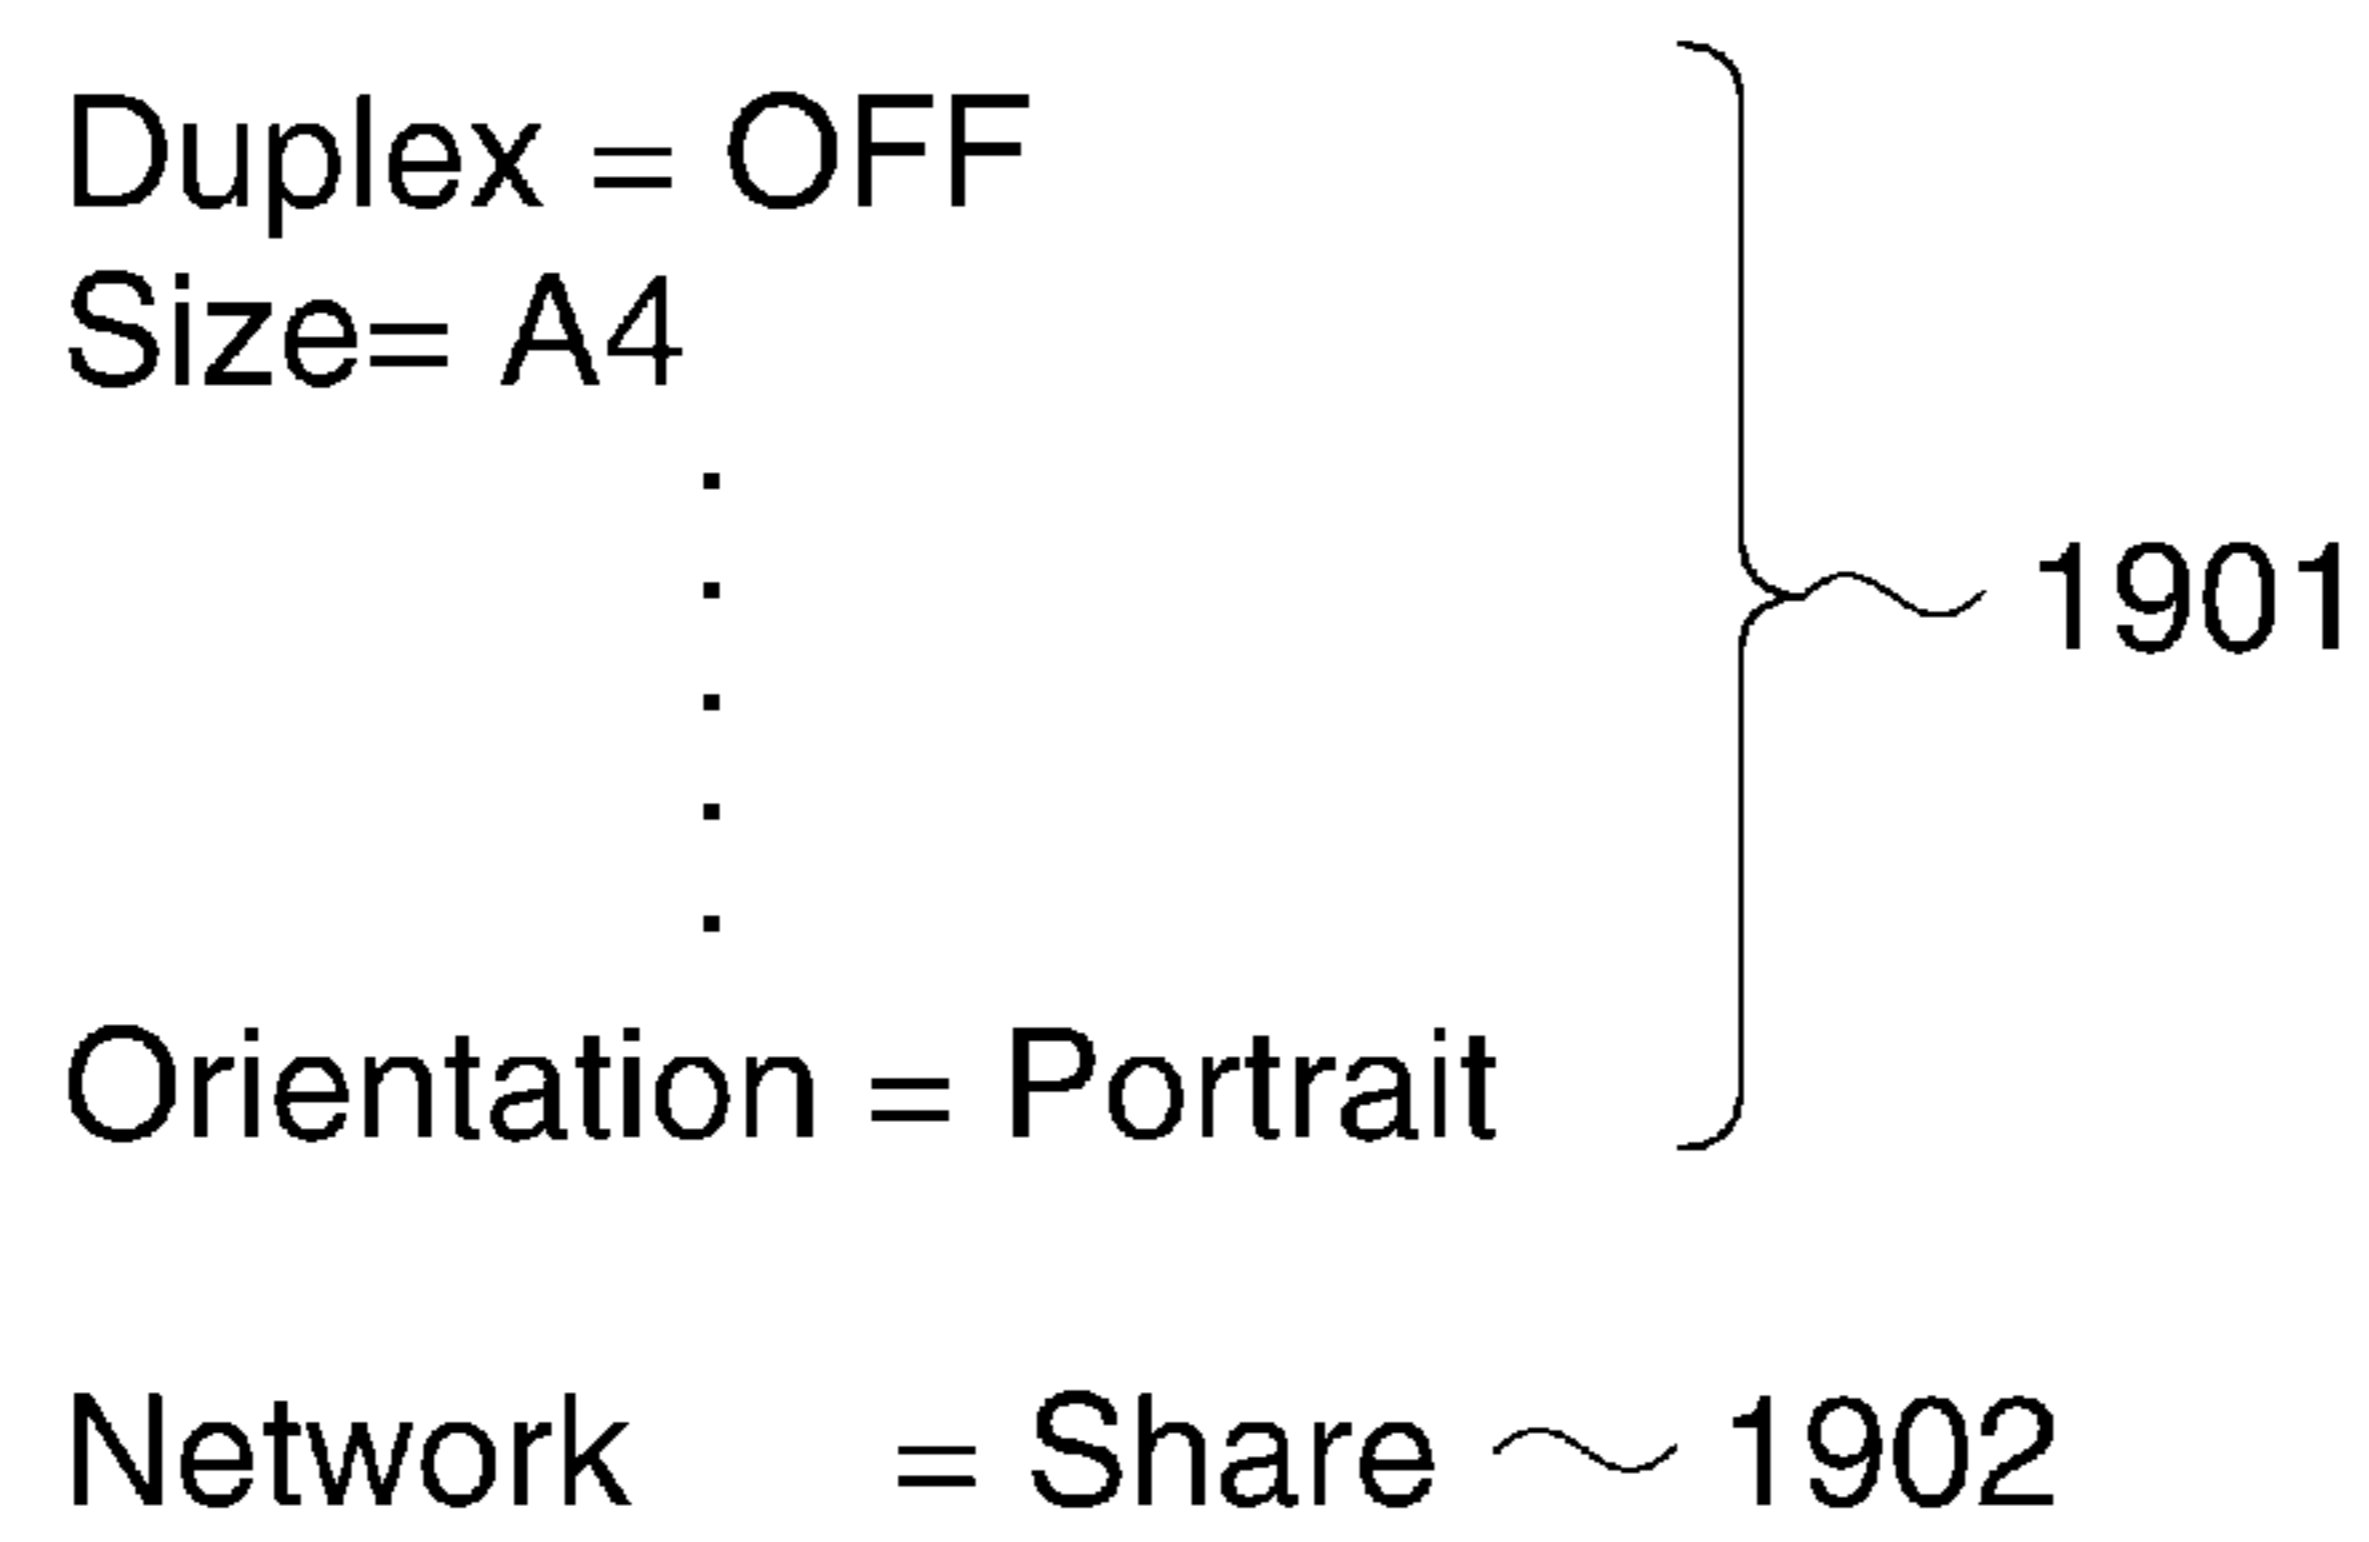 Duplex = OFF
Size= A4
.
.
.
.
.
1901
Orientation = Portrait
Network = Share 1902